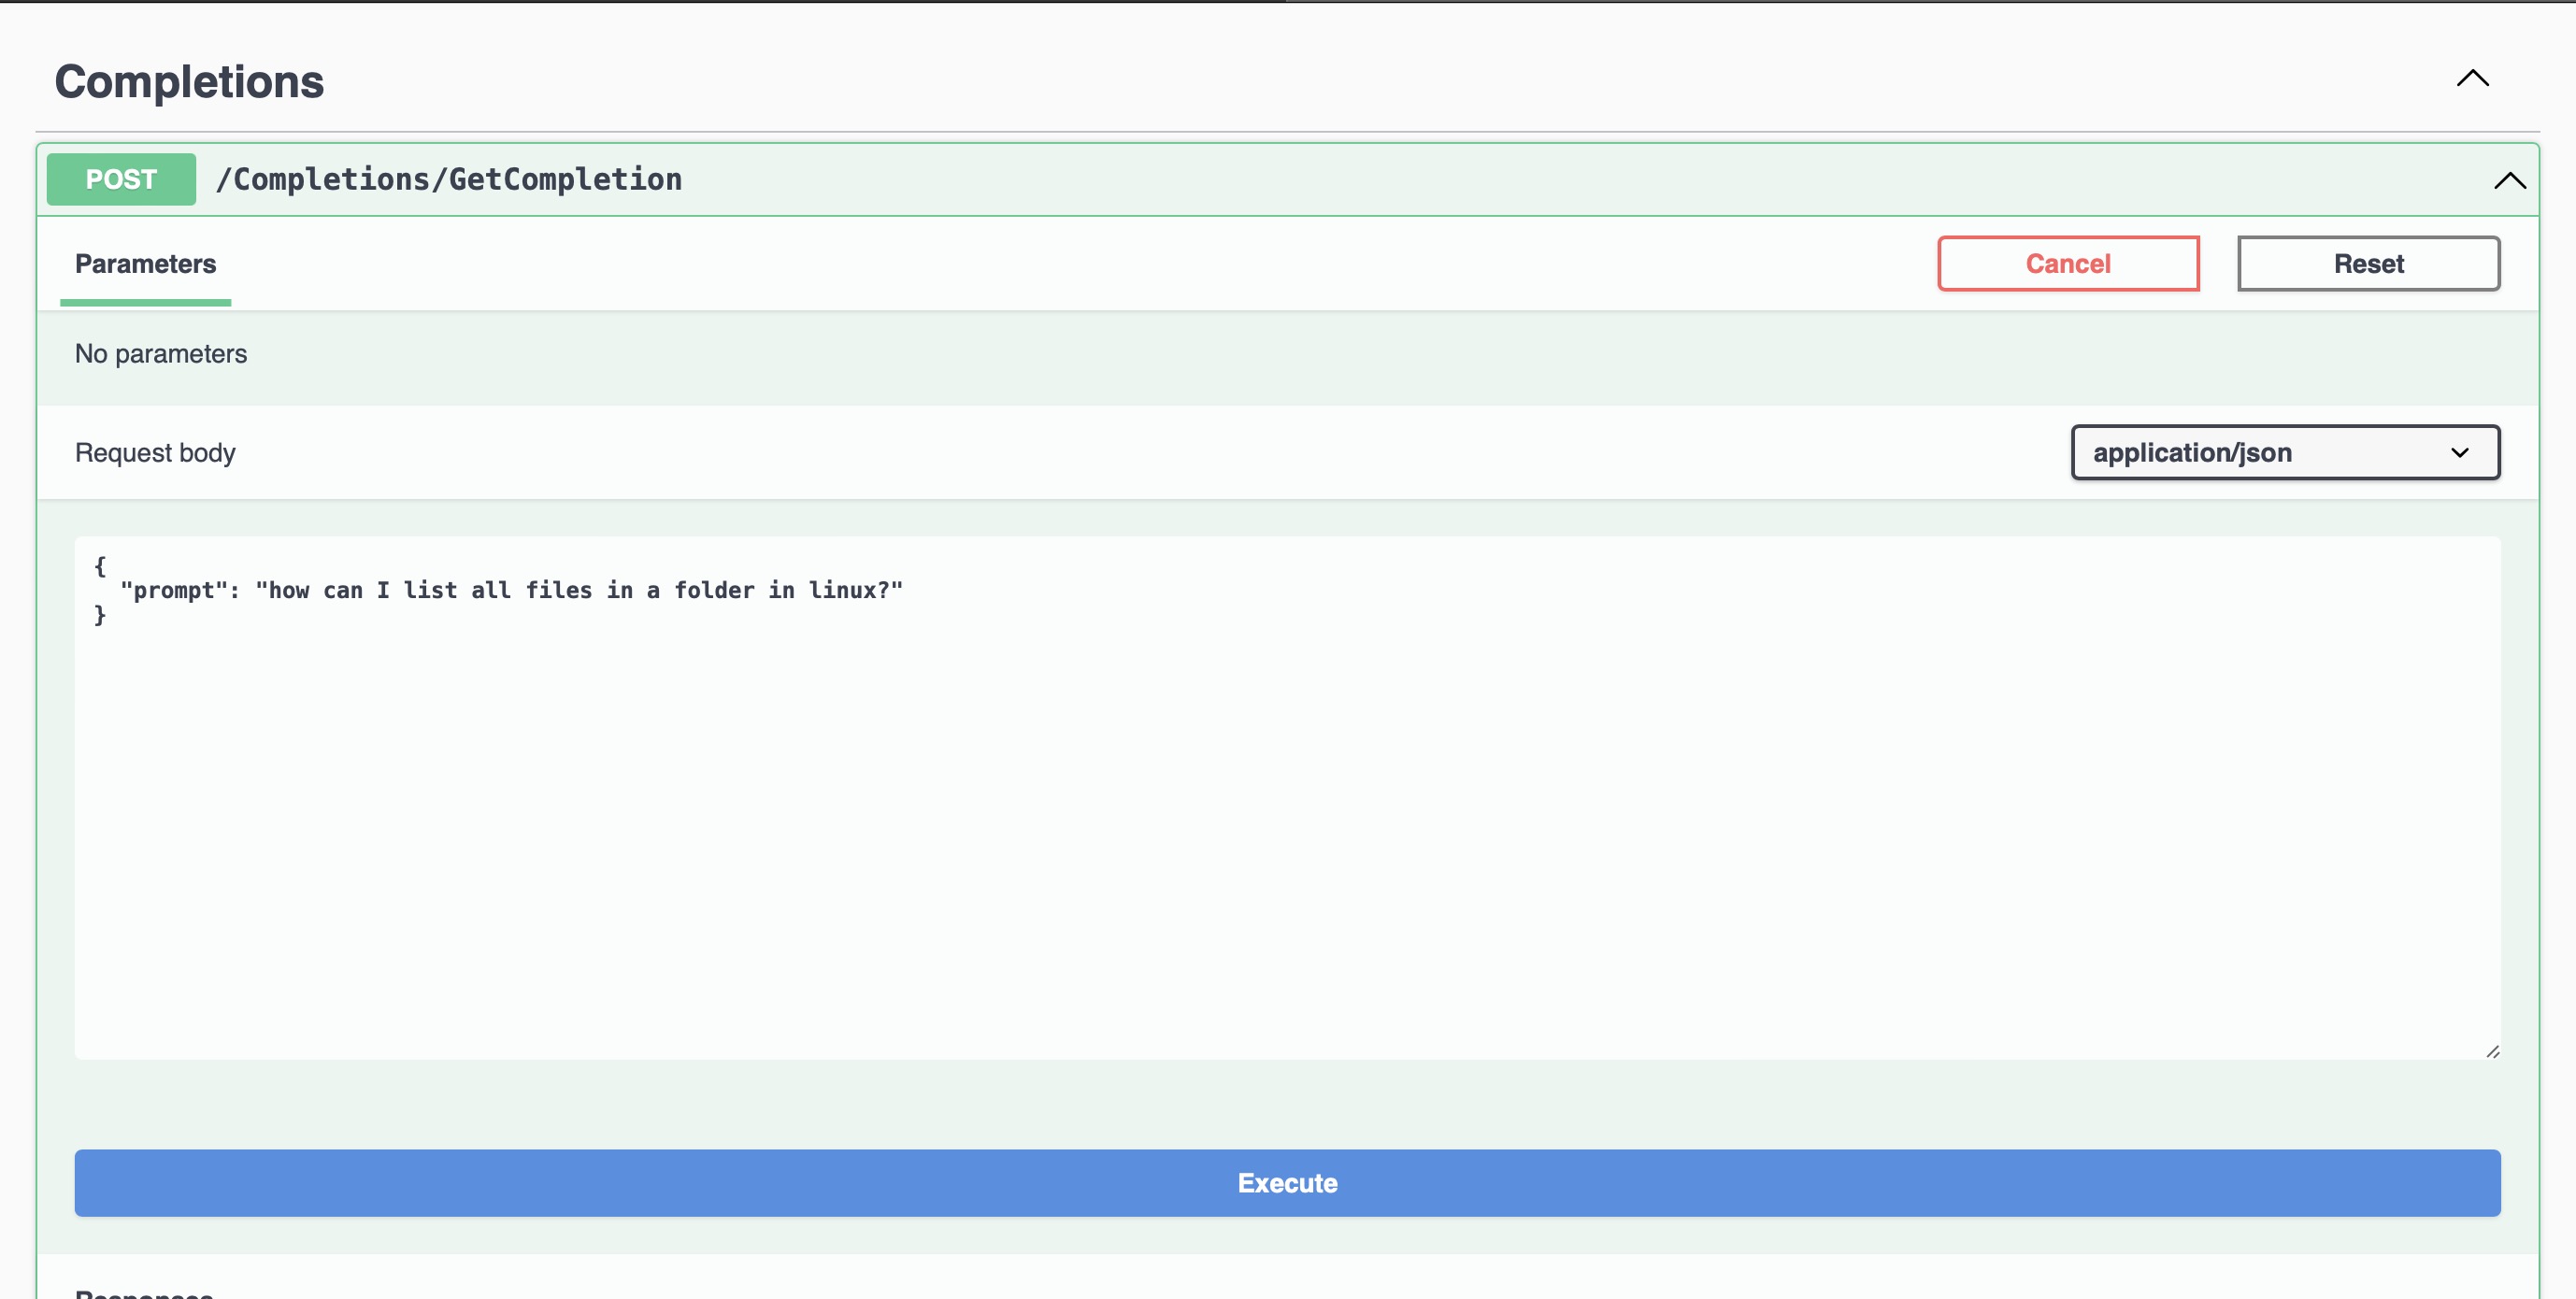 Completions
POST /Completions/GetCompletion
Parameters
Cancel
Reset
No parameters
Request body
application/json
{
"prompt": "how can I list all files in a folder in linux?"
}
Execute
Responses